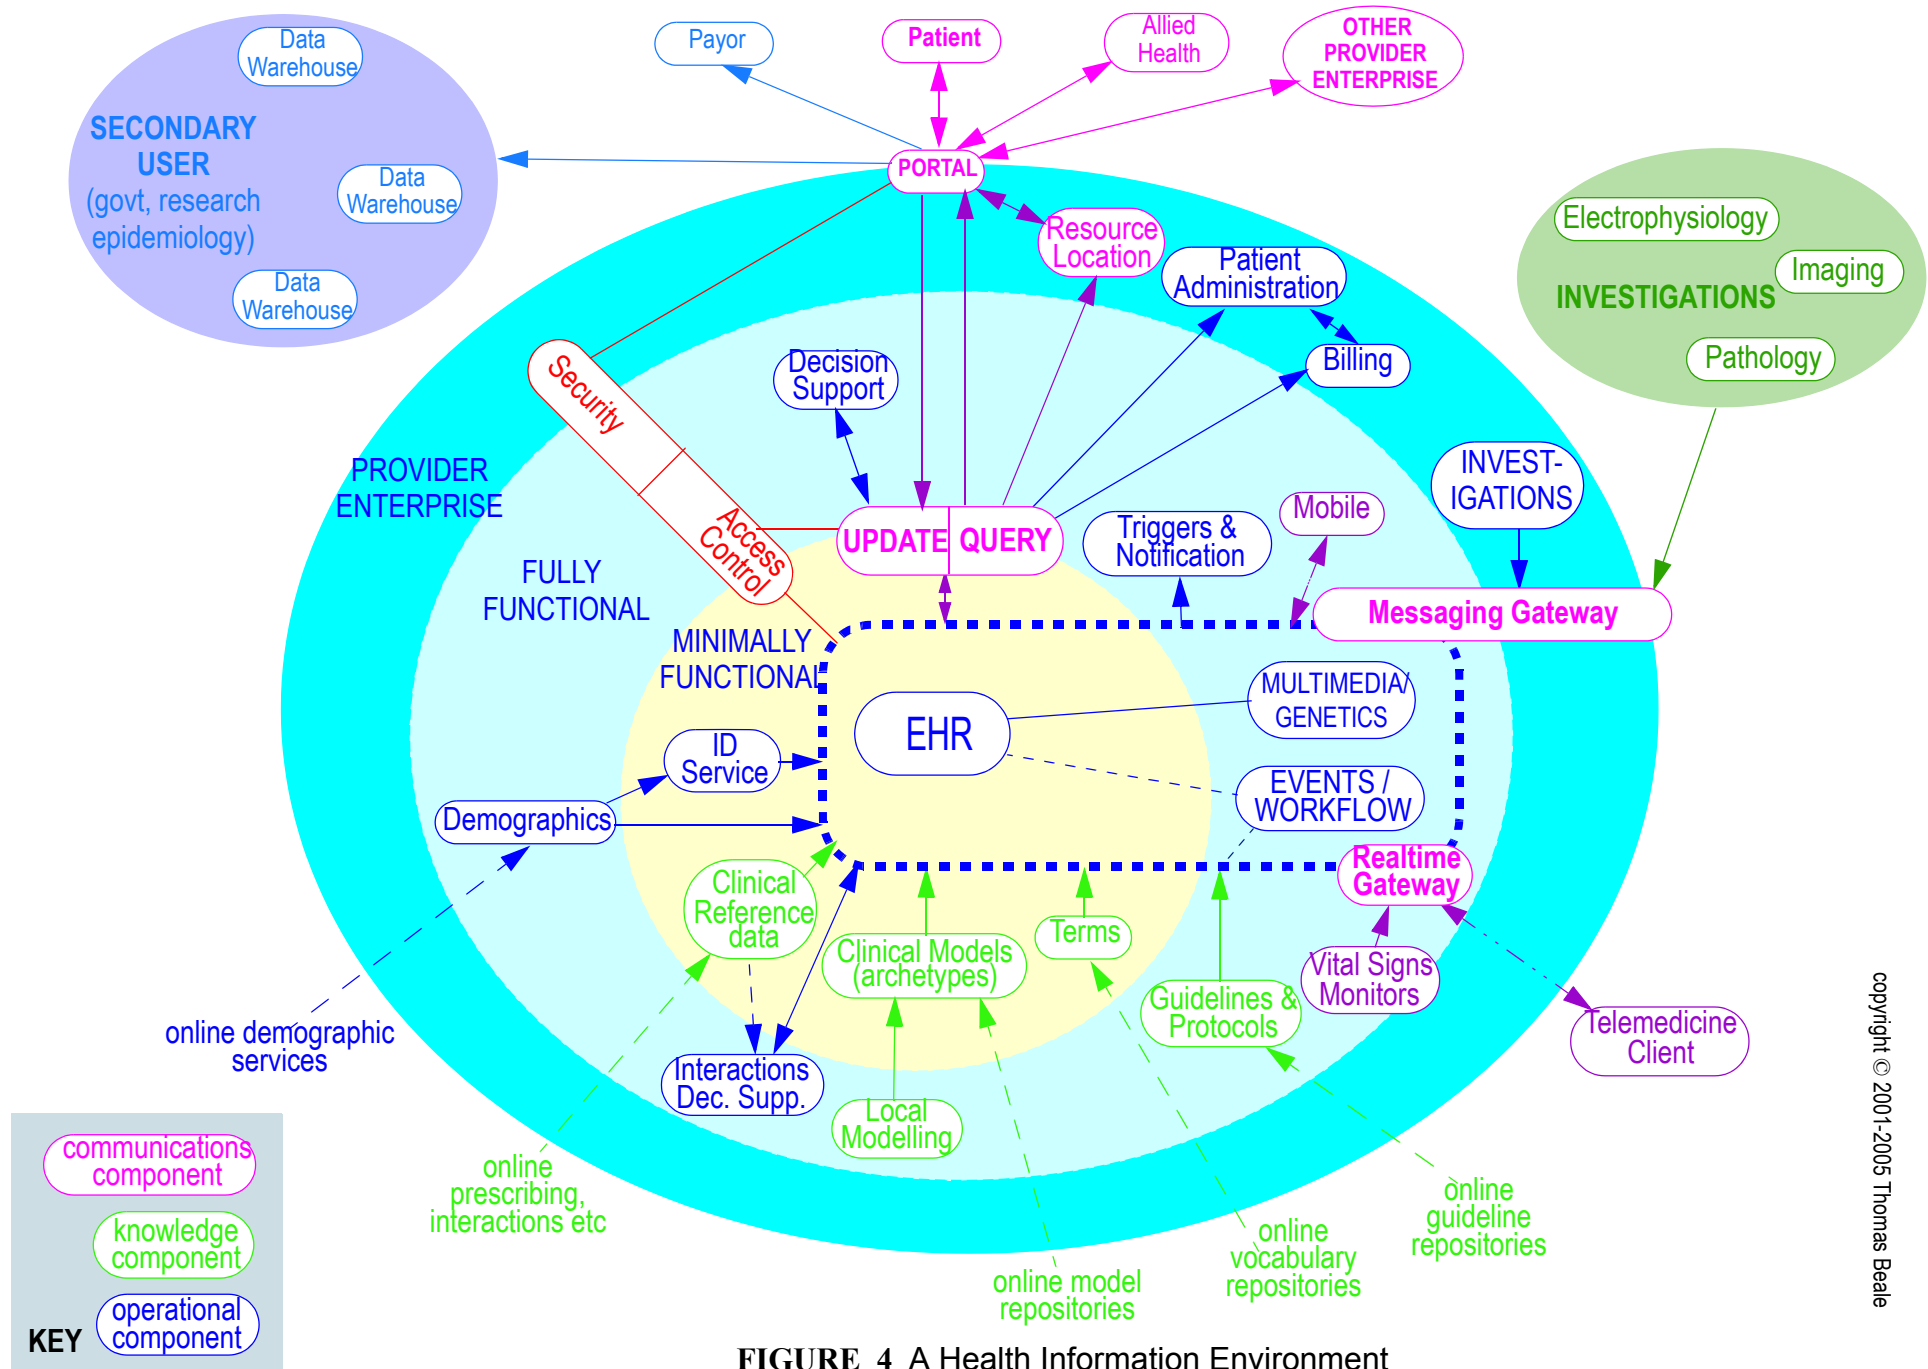 Data
Warehouse
SECONDARY
USER
(govt, research
epidemiology)
Data
Warehouse
Data
Warehouse
Payor
Patient
Allied
Health
OTHER
PROVIDER
ENTERPRISE
PORTAL
Resource
Location
Patient
Administration
Billing
Electrophysiology
Imaging
INVESTIGATIONS
Pathology
Security
Access
Control
Decision
Support
PROVIDER
ENTERPRISE
FULLY
FUNCTIONAL
MINIMALLY
FUNCTIONAL
UPDATE
QUERY
Triggers &
Notification
Mobile
INVEST-
IGATIONS
Messaging Gateway
EHR
MULTIMEDIA/
GENETICS
EVENTS /
WORKFLOW
ID
Service
Demographics
Realtime
Gateway
Clinical
Reference
data
Clinical Models
(archetypes)
Terms
Guidelines &
Protocols
Vital Signs
Monitors
Telemedicine
Client
online demographic
services
Interactions
Dec. Supp.
Local
Modelling
online
prescribing,
interactions etc
online model
repositories
online
vocabulary
repositories
online
guideline
repositories
communications
component
knowledge
component
operational
component
KEY
copyright © 2001-2005 Thomas Beale
FIGURE 4 A Health Information Environment